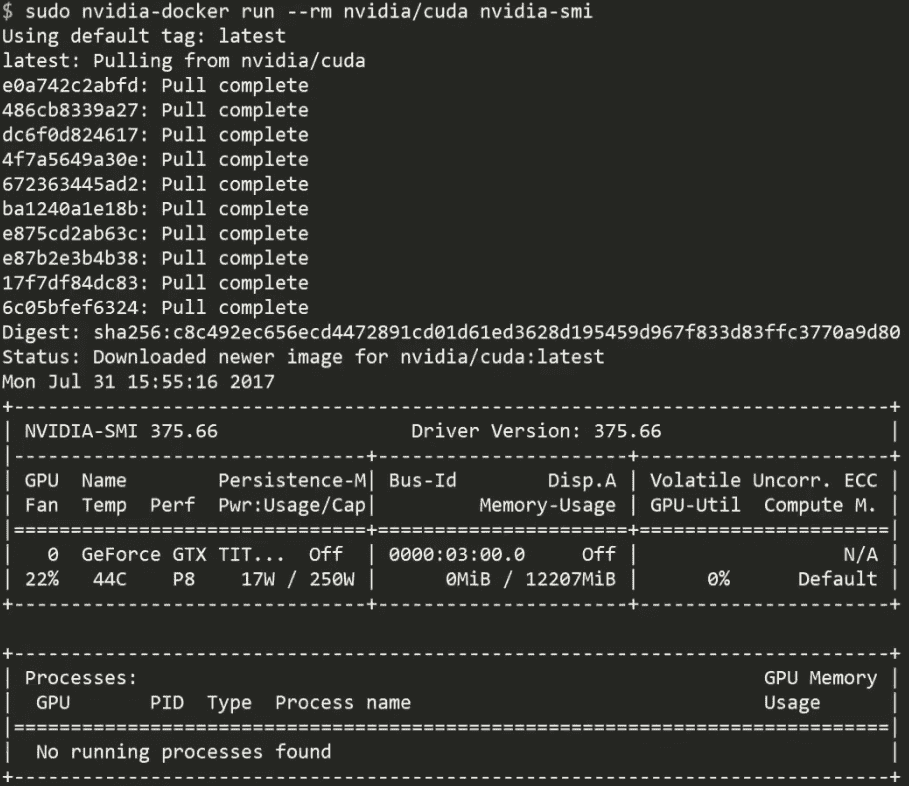 $ sudo nvidia-docker run --rm nvidia/cuda nvidia-smi
Using default tag: latest
latest: Pulling from nvidia/cuda
e0a742c2abfd: Pull complete
486cb8339a27: Pull complete
dc6f0d824617: Pull complete
4f7a5649a30e: Pull complete
672363445ad2: Pull complete
ba1240a1e18b: Pull complete
e875cd2ab63c: Pull complete
e87b2e3b4b38: Pull complete
17f7df84dc83: Pull complete
6c05bfef6324: Pull complete
Digest: sha256:c8c492ec656ecd4472891cd01d61ed3628d195459d967f833d83ffc3770a9d80
Status: Downloaded newer image for nvidia/cuda:latest
Mon Jul 31 15:55:16 2017
+-----------------------------------------------------------------------------+
| NVIDIA-SMI 375.66                 Driver Version: 375.66                    |
|-------------------------------+----------------------+----------------------+
| GPU  Name        Persistence-M| Bus-Id        Disp.A | Volatile Uncorr. ECC |
| Fan  Temp  Perf  Pwr:Usage/Cap|         Memory-Usage | GPU-Util  Compute M. |
|===============================+======================+======================|
|   0  GeForce GTX TIT...  Off  | 0000:03:00.0     Off |                  N/A |
| 22%   44C    P8    17W / 250W |      0MiB / 12207MiB |      0%      Default |
+-------------------------------+----------------------+----------------------+
+-----------------------------------------------------------------------------+
| Processes:                                                       GPU Memory |
|  GPU       PID  Type  Process name                               Usage      |
|=============================================================================|
|  No running processes found                                                 |
+-----------------------------------------------------------------------------+